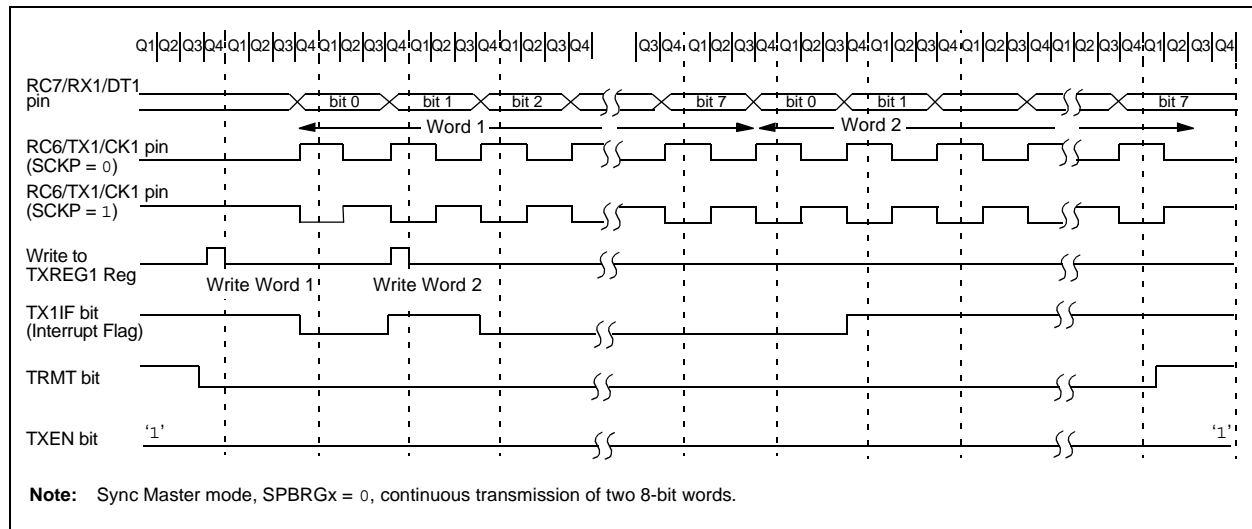 Q1 Q2 Q3 Q4 Q1 Q2 Q3 Q4 Q1 Q2 Q3 Q4 Q1 Q2 Q3 Q4 Q1 Q2 Q3 Q4 Q3 Q4 Q1 Q2 Q3 Q4 Q1 Q2 Q3 Q4 Q1 Q2 Q3 Q4 Q1 Q2 Q3 Q4 Q1 Q2 Q3 Q4 Q1 Q2 Q3 Q4
RC7/RX1/DT1
pin
bit 0 bit 1 bit 2 bit 7 bit 0 bit 1 bit 7
Word 1 Word 2
RC6/TX1/CK1 pin
(SCKP = 0)
RC6/TX1/CK1 pin
(SCKP = 1)
Write to
TXREG1 Reg
Write Word 1 Write Word 2
TX1IF bit
(Interrupt Flag)
TRMT bit
TXEN bit
‘1’ ‘1’
Note: Sync Master mode, SPBRGx = 0, continuous transmission of two 8-bit words.